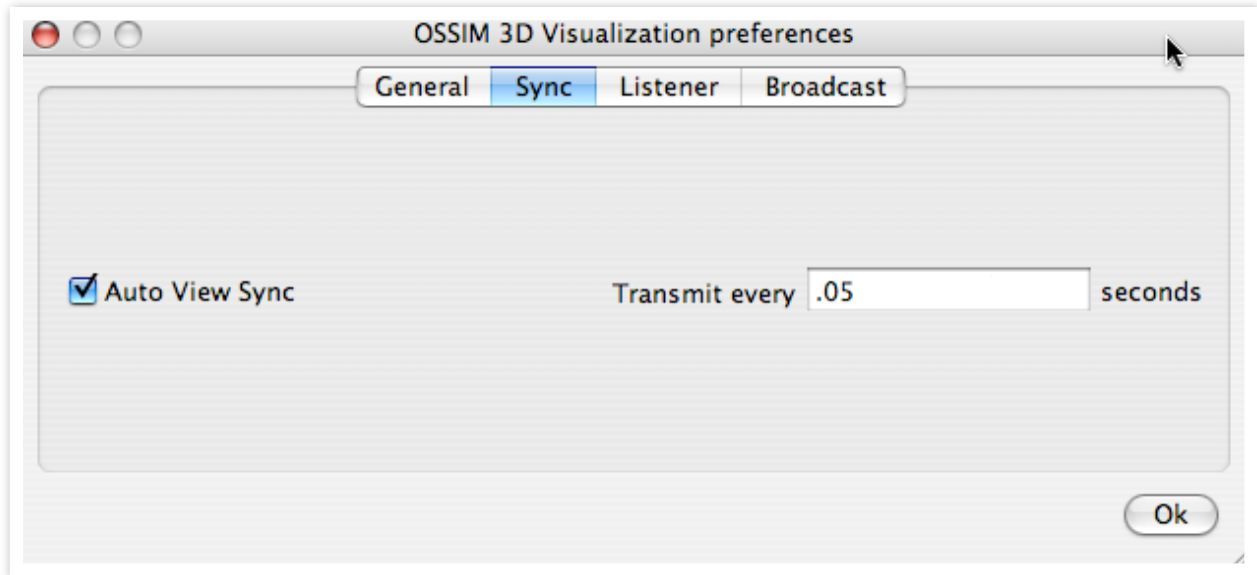 OSSIM 3D Visualization preferences
General Sync Listener Broadcast
Auto View Sync Transmit every .05 seconds
Ok